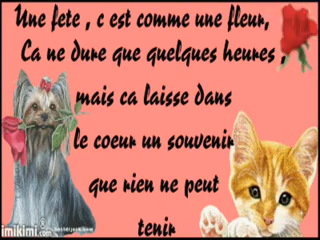 Une fete , c est comme une fleur,
Ca ne dure que quelques heures ,
mais ca laisse dans
le coeur un souvenir
que rien ne peut
tenir
imikimi.com